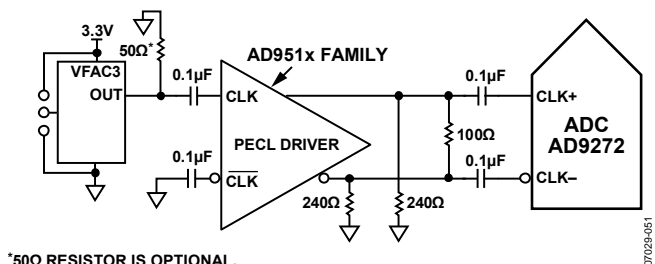 3.3V
50Ω*
VFAC3
OUT
0.1µF
CLK
AD951x FAMILY
PECL DRIVER
0.1µF
CLK
0.1µF
CLK+
100Ω
ADC
AD9272
0.1µF
CLK–
240Ω
240Ω
*50Ω RESISTOR IS OPTIONAL.
07029-051